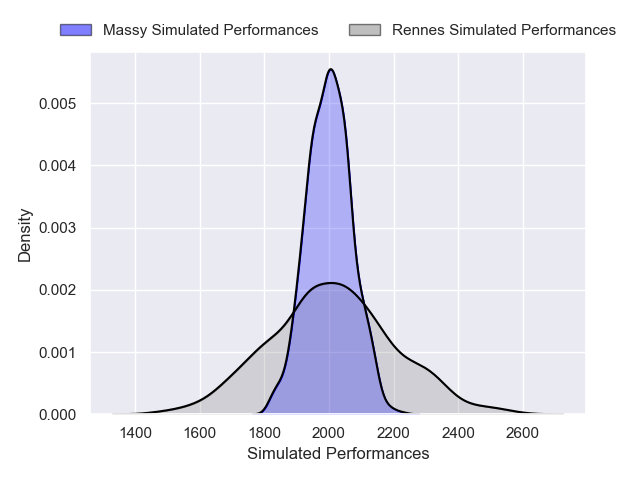 Massy Simulated Performances Rennes Simulated Performances
0.005
0.004
0.003
0.002
0.001
0.000
Density
1400 1600 1800 2000 2200 2400 2600
Simulated Performances